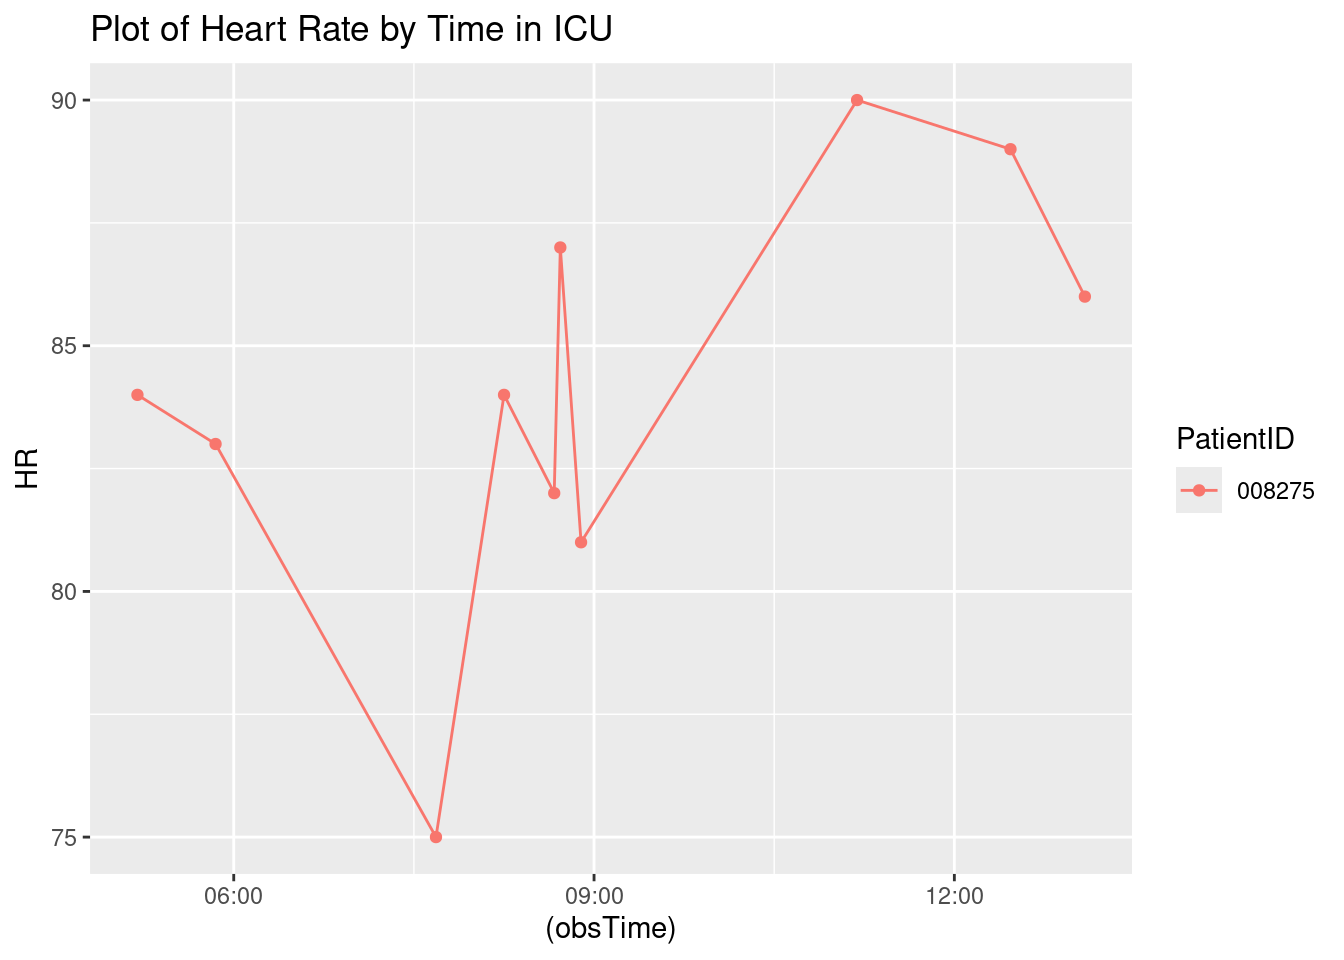 Plot of Heart Rate by Time in ICU
90
85
80
75
HR
06:00 09:00 12:00
(obsTime)
PatientID
008275